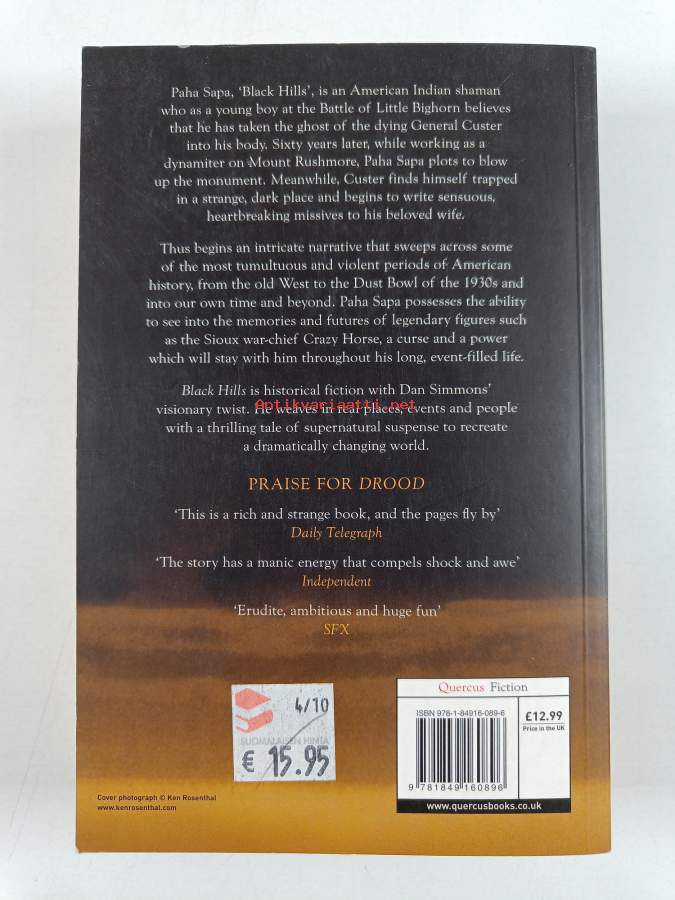 Paha Sapa, ‘Black Hills’, is an American Indian shaman
who as a young boy at the Battle of Little Bighorn believes
that he has taken the ghost of the dying General Custer
into his body. Sixty years later, while working as a
dynamiter on Mount Rushmore, Paha Sapa plots to blow
up the monument. Meanwhile, Custer finds himself trapped
in a strange, dark place and begins to write sensuous,
heartbreaking missives to his beloved wife.
Thus begins an intricate narrative that sweeps across some
of the most tumultuous and violent periods of American
history, from the old West to the Dust Bowl of the 1930s and
into our own time and beyond. Paha Sapa possesses the ability
to see into the memories and futures of legendary figures such
as the Sioux war-chief Crazy Horse, a curse and a power
which will stay with him throughout his long, event-filled life.
Black Hills is historical fiction with Dan Simmons’
visionary twist. He weaves in real places, events and people
Antikvariaatti.net
with a thrilling tale of supernatural suspense to recreate
a dramatically changing world.
PRAISE FOR DROOD
‘This is a rich and strange book, and the pages fly by’
Daily Telegraph
‘The story has a manic energy that compels shock and awe’
Independent
‘Erudite, ambitious and huge fun’
SFX
4/10
SUOMALAISEN HINTA
€ 15.95
Quercus Fiction
ISBN 978-1-84916-089-6
£12.99
Price in the UK
9 781849 160896
www.quercusbooks.co.uk
Cover photograph © Ken Rosenthal
www.kenrosenthal.com